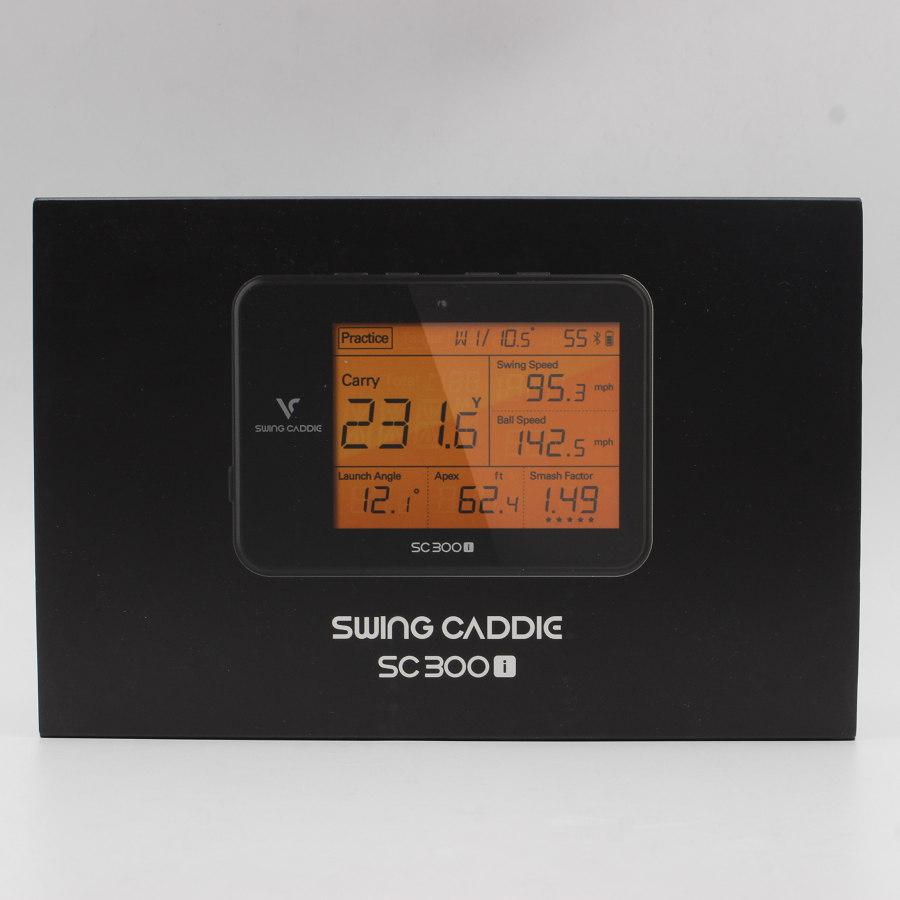 Practice W1/10.5° 55
Carry
231.6 Y
Swing Speed
95.3 mph
Ball Speed
142.5 mph
Launch Angle Apex ft Smash Factor
12.1° 62.4 1.49
SWING CADDIE
SC300i
SWING CADDIE
SC300i